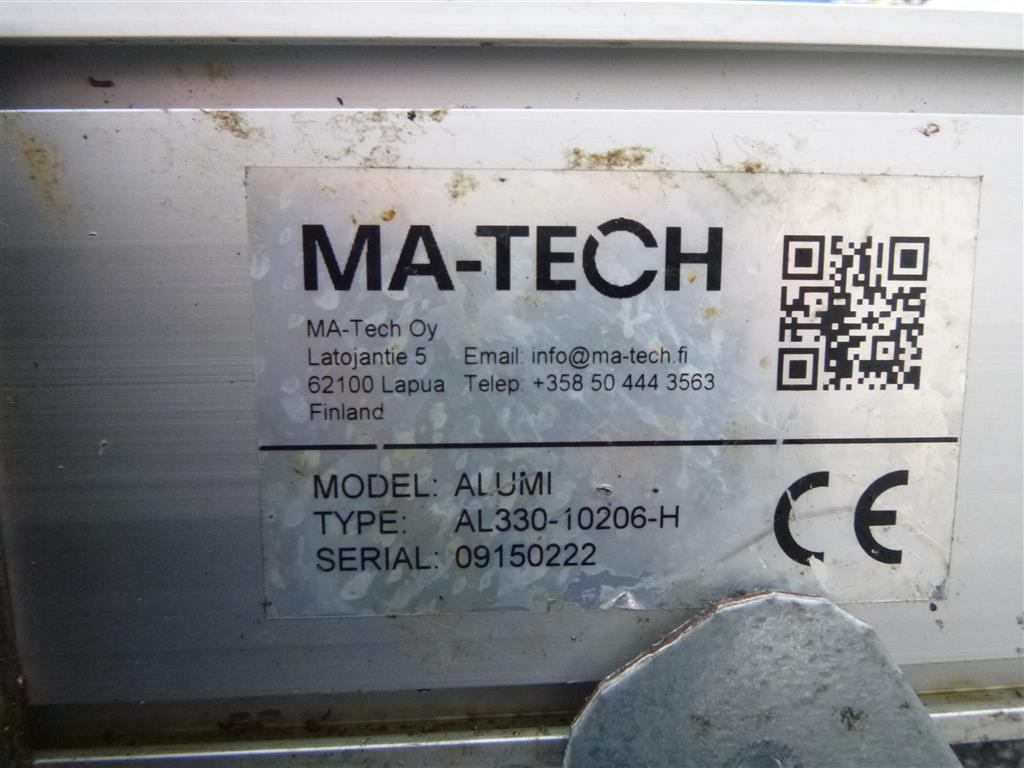 MA-TECH
MA-Tech Oy
Latojantie 5 Email: info@ma-tech.fi
62100 Lapua Telep: +358 50 444 3563
Finland
MODEL: ALUMI
TYPE: AL330-10206-H
SERIAL: 09150222
CE